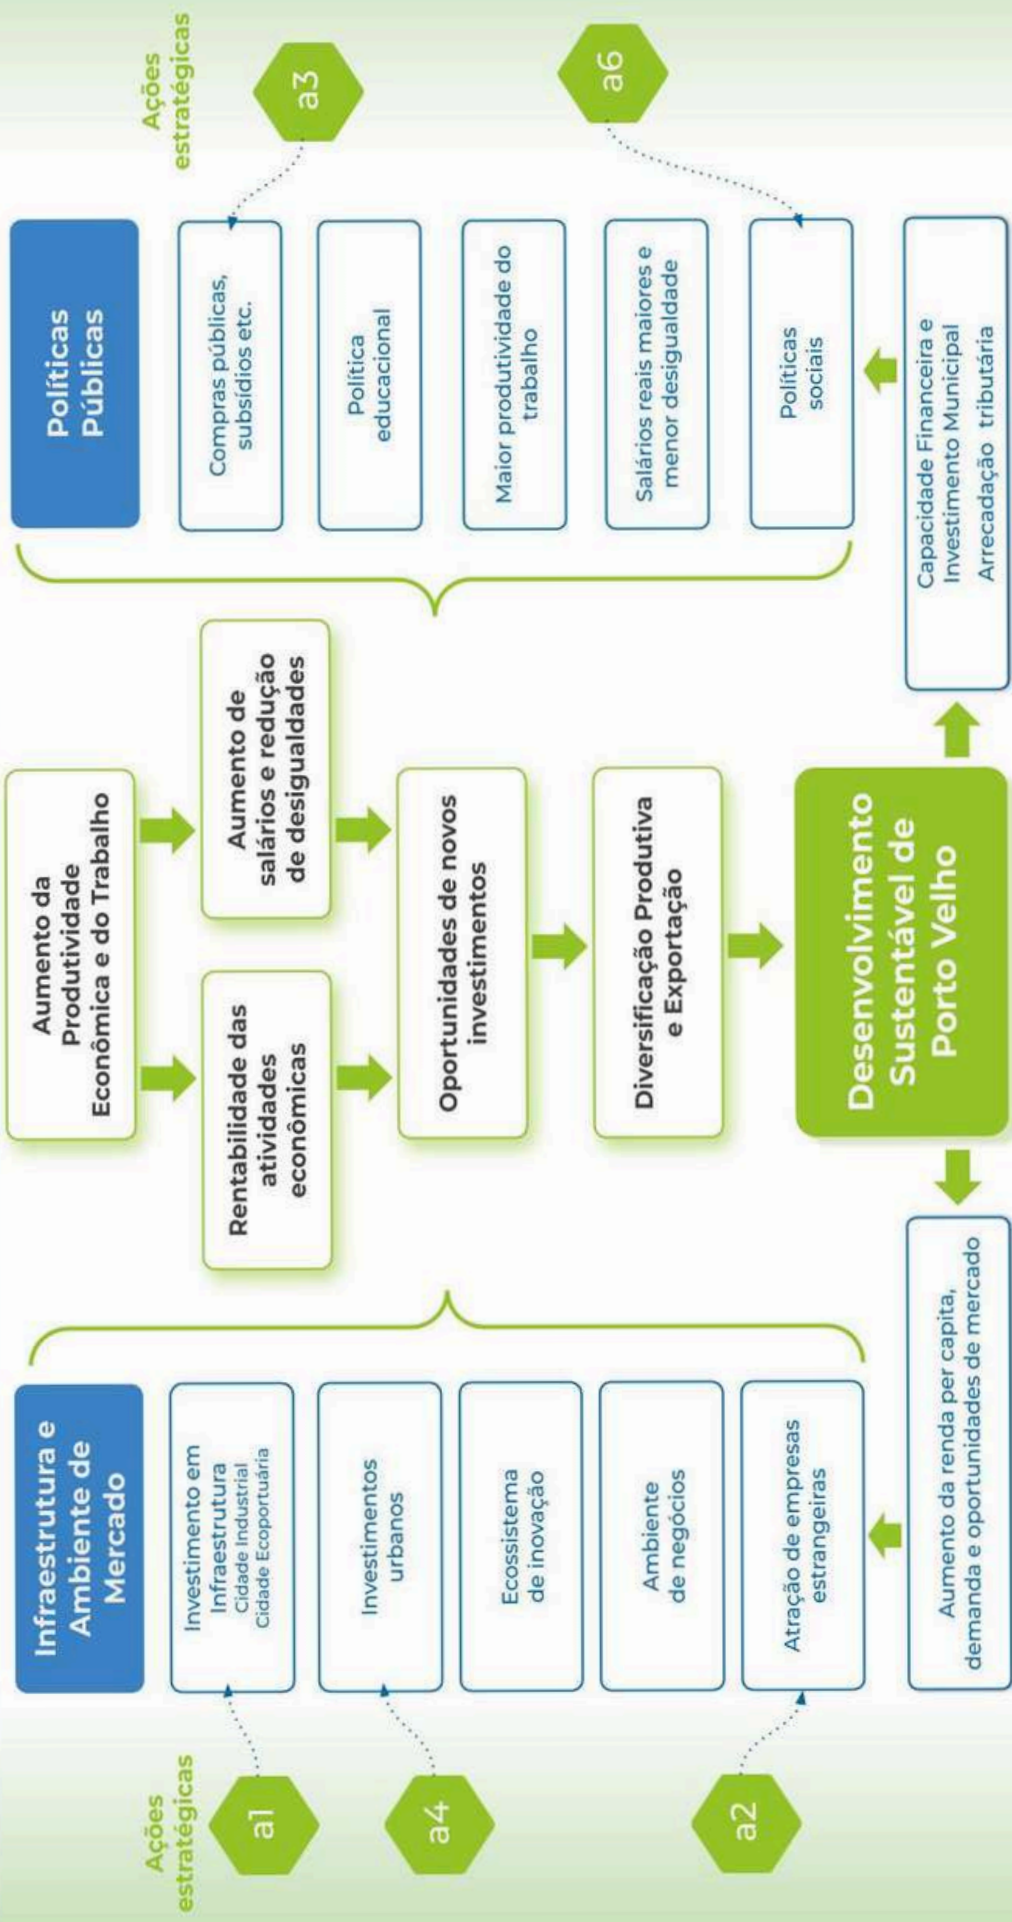 Ações
estratégicas
a1
a4
a2
Infraestrutura e
Ambiente de
Mercado
Investimento em
Infraestrutura
Cidade Industrial
Cidade Ecoportuária
Investimentos
urbanos
Ecossistema
de inovação
Ambiente
de negócios
Atração de empresas
estrangeiras
Aumento da renda per capita,
demanda e oportunidades de mercado
Aumento da
Produtividade
Econômica e do Trabalho
Rentabilidade das
atividades
econômicas
Aumento de
salários e redução
de desigualdades
Oportunidades de novos
investimentos
Diversificação Produtiva
e Exportação
Desenvolvimento
Sustentável de
Porto Velho
Políticas
Públicas
Compras públicas,
subsídios etc.
Política
educacional
Maior produtividade do
trabalho
Salários reais maiores e
menor desigualdade
Políticas
sociais
Capacidade Financeira e
Investimento Municipal
Arrecadação tributária
Ações
estratégicas
a3
a6